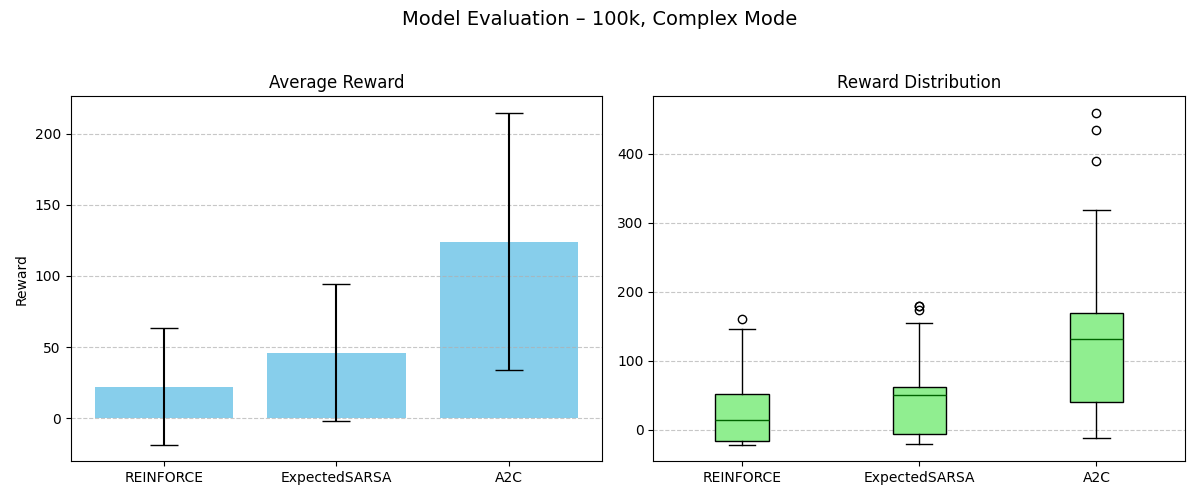 Model Evaluation – 100k, Complex Mode
Average Reward
Reward
200
150
100
50
0
REINFORCE
ExpectedSARSA
A2C
Reward Distribution
400
300
200
100
0
REINFORCE
ExpectedSARSA
A2C